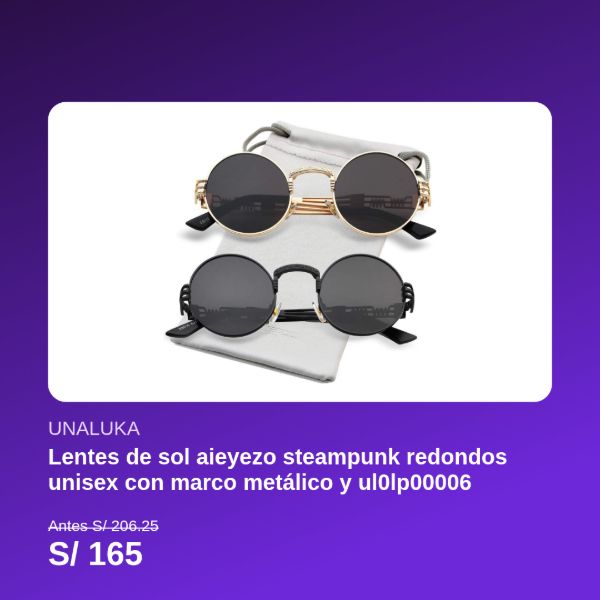 UNALUKA
Lentes de sol aieyezo steampunk redondos
unisex con marco metálico y ul0lp00006
Antes S/ 206.25
S/ 165